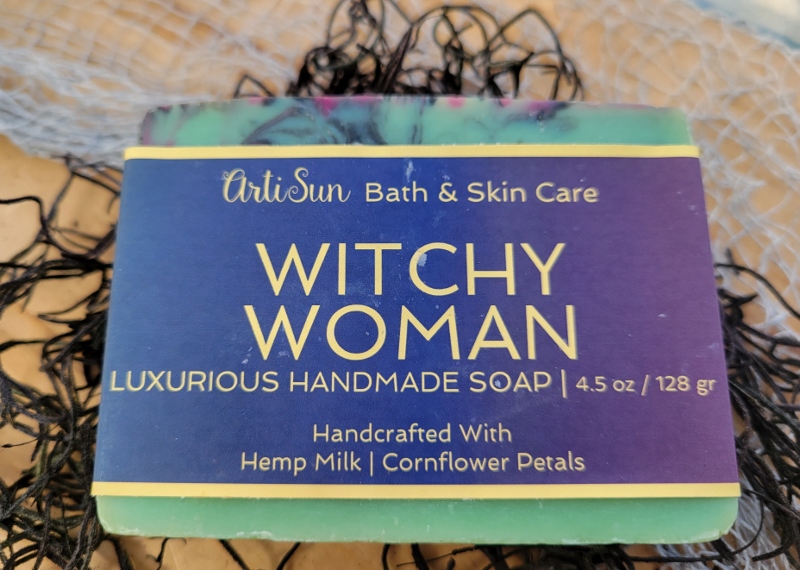 ArtiSun Bath & Skin Care
WITCHY
WOMAN
LUXURIOUS HANDMADE SOAP | 4.5 oz / 128 gr
Handcrafted With
Hemp Milk | Cornflower Petals